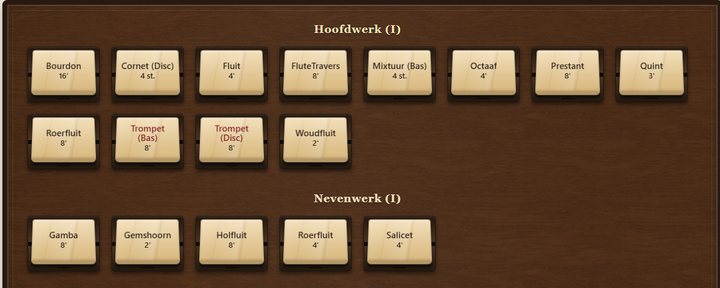 Hoofdwerk (I)
Bourdon
16'
Cornet (Disc)
4 st.
Fluit
4'
FluteTravers
8'
Mixtuur (Bas)
4 st.
Octaaf
4'
Prestant
8'
Quint
3'
Roerfluit
8'
Trompet
(Bas)
8'
Trompet
(Disc)
8'
Woudfluit
2'
Nevenwerk (I)
Gamba
8'
Gemshoorn
2'
Holfluit
8'
Roerfluit
4'
Salicet
4'